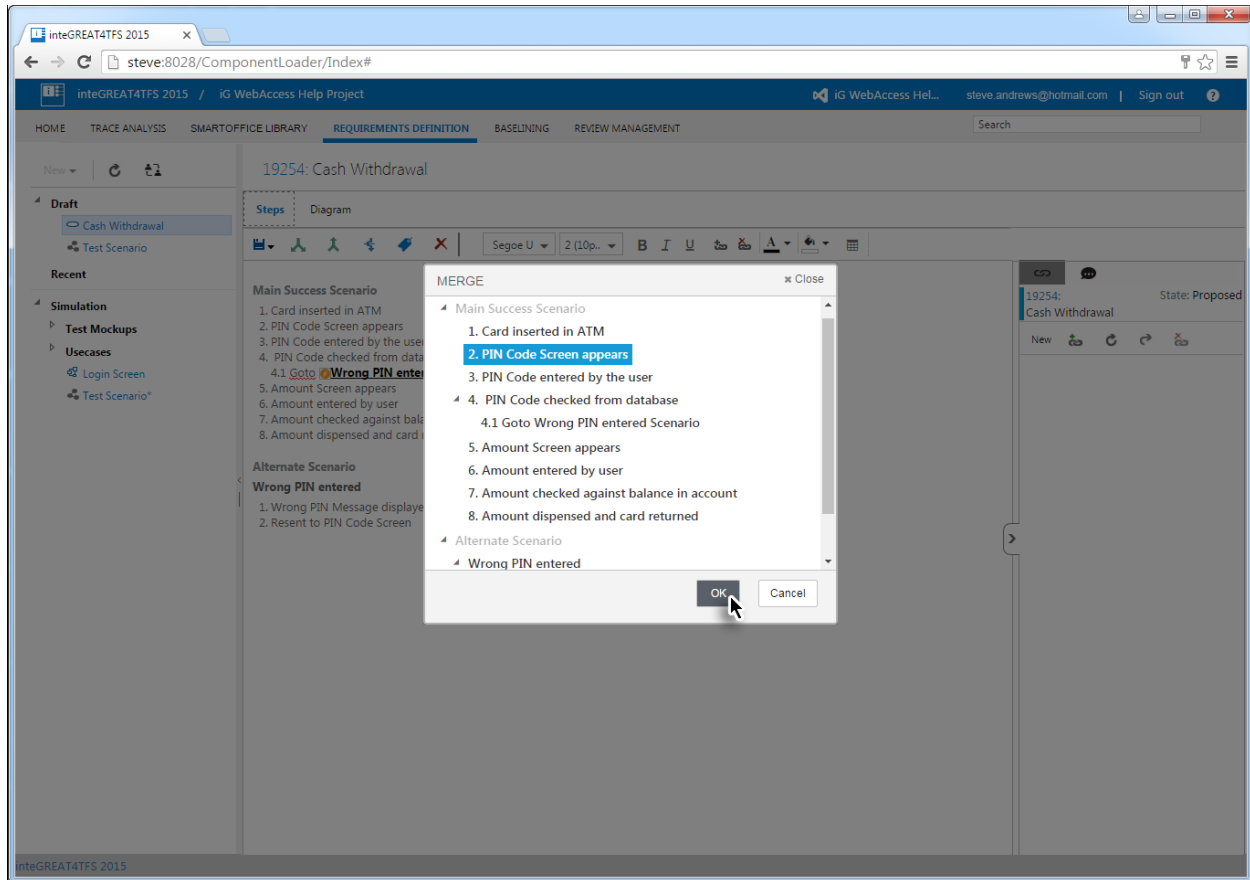 inteGREAT4TFS 2015
steve:8028/ComponentLoader/Index#
inteGREAT4TFS 2015 / iG WebAccess Help Project
iG WebAccess Hel... steve.andrews@hotmail.com | Sign out ?
HOME TRACE ANALYSIS SMARTOFFICE LIBRARY REQUIREMENTS DEFINITION BASELINING REVIEW MANAGEMENT
Search
New
19254: Cash Withdrawal
Draft
Cash Withdrawal
Test Scenario
Recent
Simulation
Test Mockups
Usecases
Login Screen
Test Scenario*
Steps Diagram
Segoe U 2 (10p.. B I U A
Main Success Scenario
1. Card inserted in ATM
2. PIN Code Screen appears
3. PIN Code entered by the user
4. PIN Code checked from data
4.1 Goto Wrong PIN enter
5. Amount Screen appears
6. Amount entered by user
7. Amount checked against bala
8. Amount dispensed and card
Alternate Scenario
Wrong PIN entered
1. Wrong PIN Message displaye
2. Resent to PIN Code Screen
MERGE
Close
Main Success Scenario
1. Card inserted in ATM
2. PIN Code Screen appears
3. PIN Code entered by the user
4. PIN Code checked from database
4.1 Goto Wrong PIN entered Scenario
5. Amount Screen appears
6. Amount entered by user
7. Amount checked against balance in account
8. Amount dispensed and card returned
Alternate Scenario
Wrong PIN entered
OK Cancel
19254: State: Proposed
Cash Withdrawal
New
inteGREAT4TFS 2015